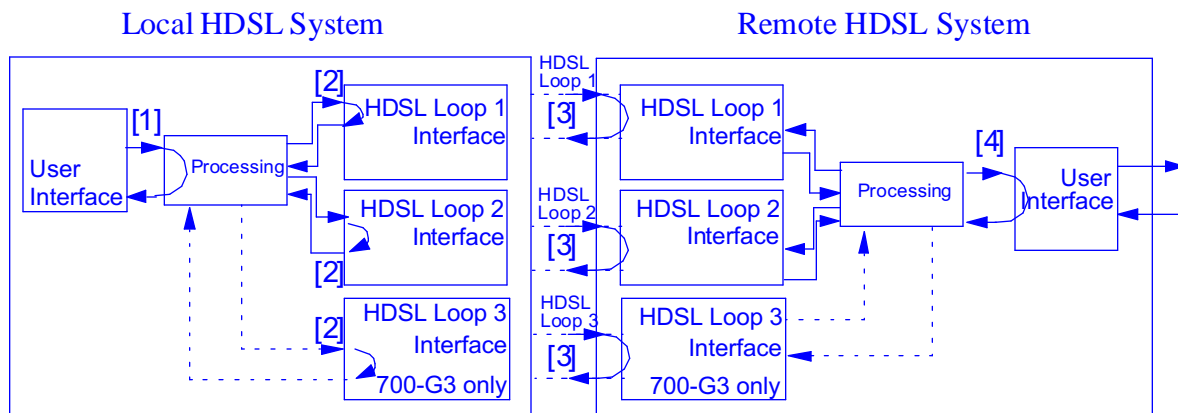 Local HDSL System
Remote HDSL System
HDSL
Loop 1
[1]
[2]
HDSL Loop 1
Interface
[3]
HDSL Loop 1
Interface
User
Interface
Processing
[4]
Processing
User
Interface
HDSL Loop 2
Interface
[2]
HDSL
Loop 2
[3]
HDSL Loop 2
Interface
HDSL
Loop 3
[2]
HDSL Loop 3
Interface
700-G3 only
[3]
HDSL Loop 3
Interface
700-G3 only